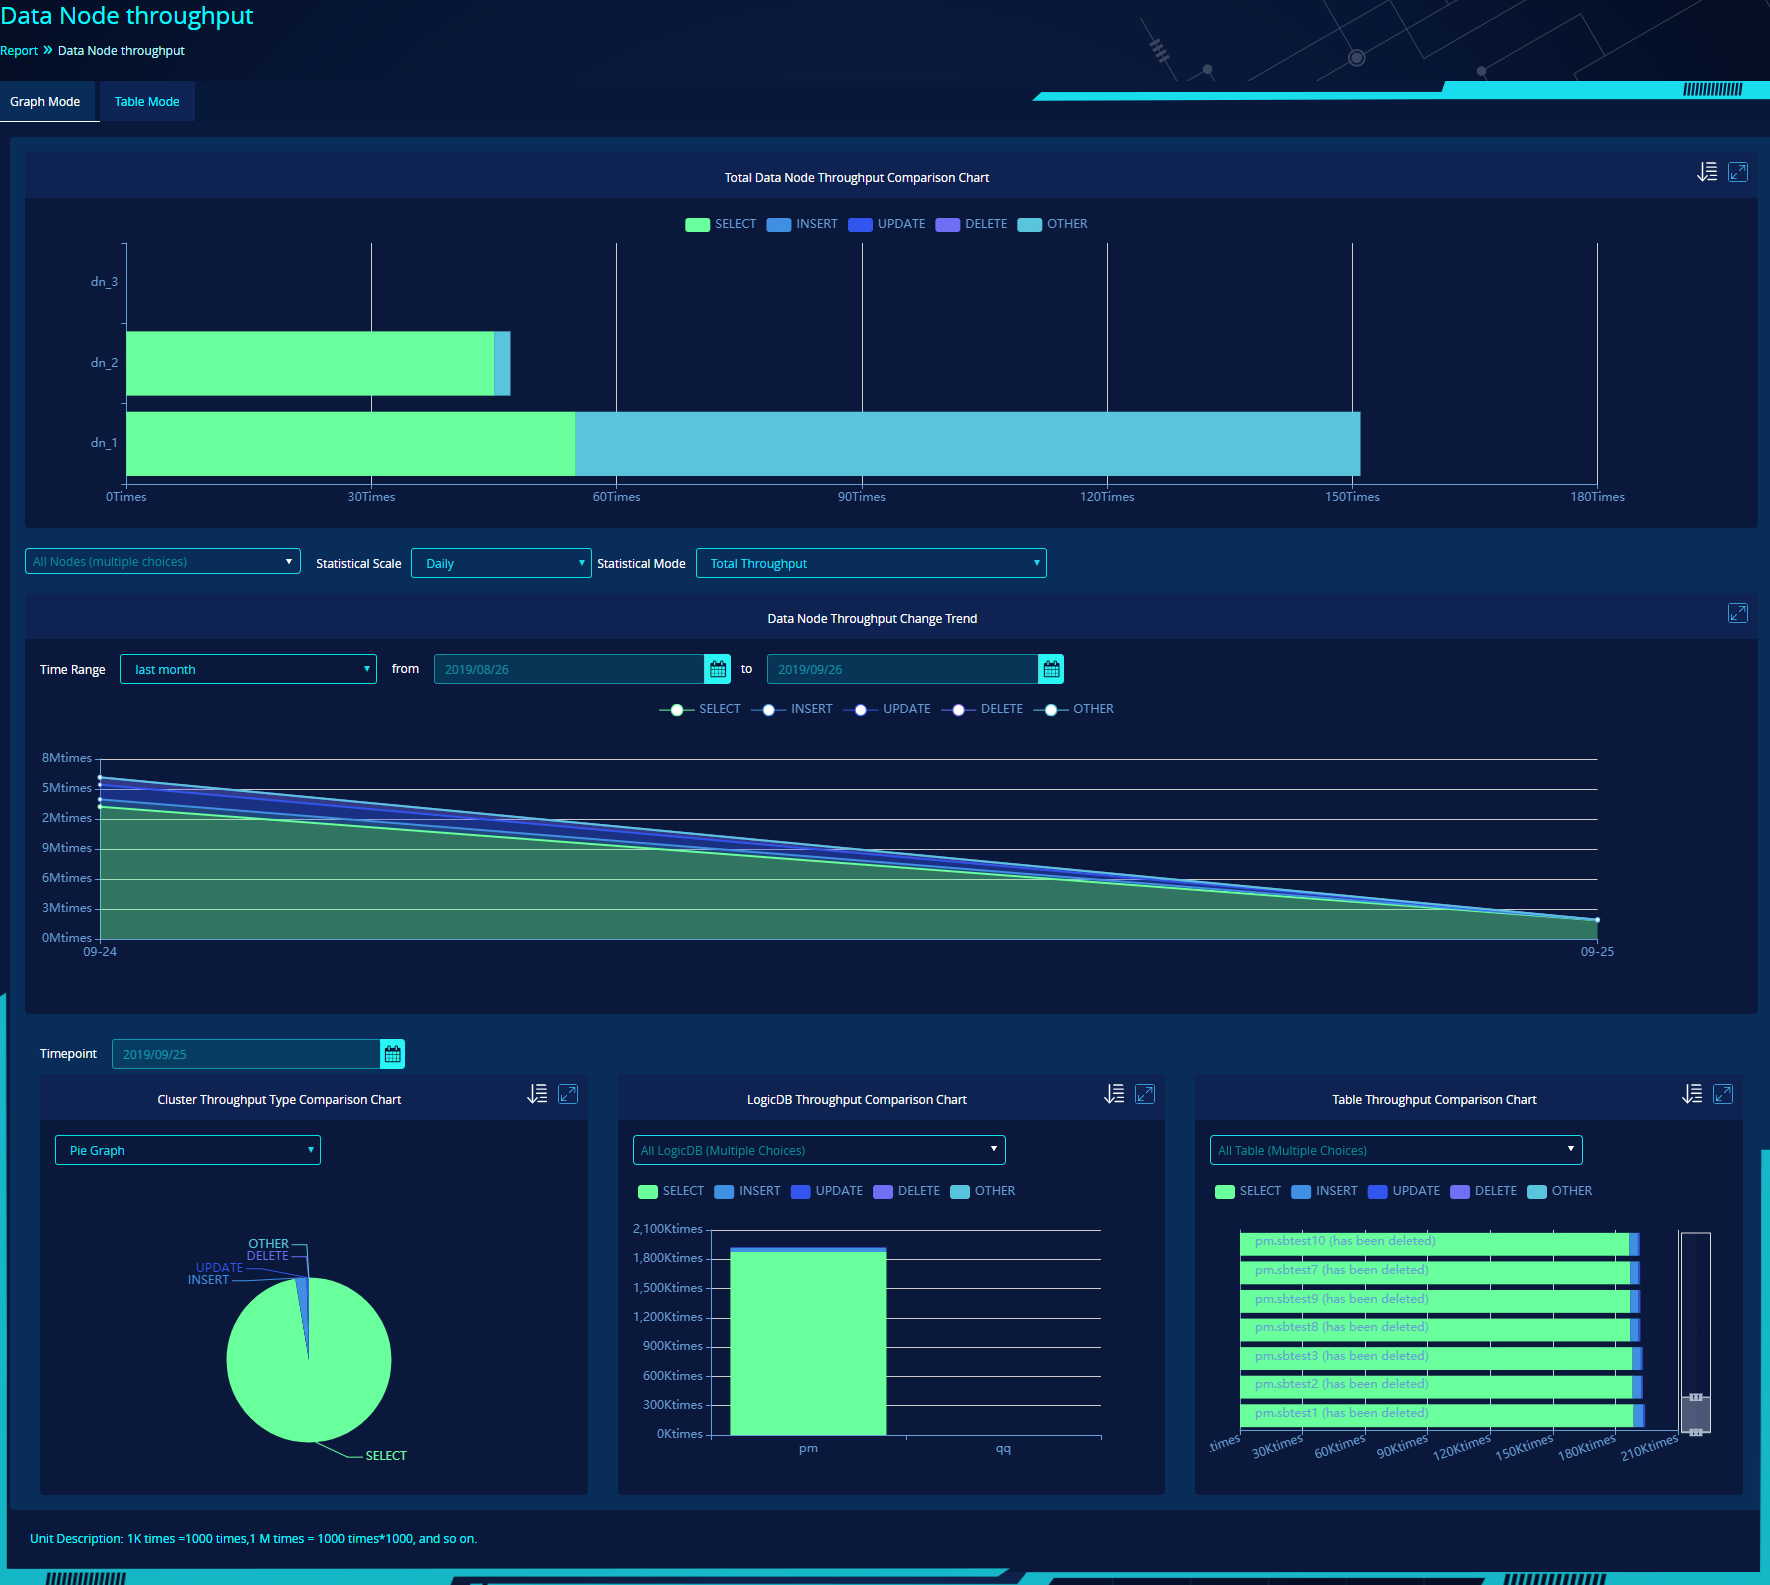 Data Node throughput
Report » Data Node throughput
Graph Mode
Table Mode
Total Data Node Throughput Comparison Chart
SELECT INSERT UPDATE DELETE OTHER
dn_3
dn_2
dn_1
0Times 30Times 60Times 90Times 120Times 150Times 180Times
All Nodes (multiple choices) Statistical Scale Daily Statistical Mode Total Throughput
Data Node Throughput Change Trend
Time Range last month from 2019/08/26 to 2019/09/26
SELECT INSERT UPDATE DELETE OTHER
8Mtimes
5Mtimes
2Mtimes
9Mtimes
6Mtimes
3Mtimes
0Mtimes
09-24 09-25
Timepoint 2019/09/25
Cluster Throughput Type Comparison Chart
Pie Graph
OTHER
DELETE
UPDATE
INSERT
SELECT
LogicDB Throughput Comparison Chart
All LogicDB (Multiple Choices)
SELECT INSERT UPDATE DELETE OTHER
2,100Ktimes
1,800Ktimes
1,500Ktimes
1,200Ktimes
900Ktimes
600Ktimes
300Ktimes
0Ktimes
pm qq
Table Throughput Comparison Chart
All Table (Multiple Choices)
SELECT INSERT UPDATE DELETE OTHER
pm.sbtest10 (has been deleted)
pm.sbtest7 (has been deleted)
pm.sbtest9 (has been deleted)
pm.sbtest8 (has been deleted)
pm.sbtest3 (has been deleted)
pm.sbtest2 (has been deleted)
pm.sbtest1 (has been deleted)
times 30Ktimes 60Ktimes 90Ktimes 120Ktimes 150Ktimes 180Ktimes 210Ktimes
Unit Description: 1K times =1000 times,1 M times = 1000 times*1000, and so on.